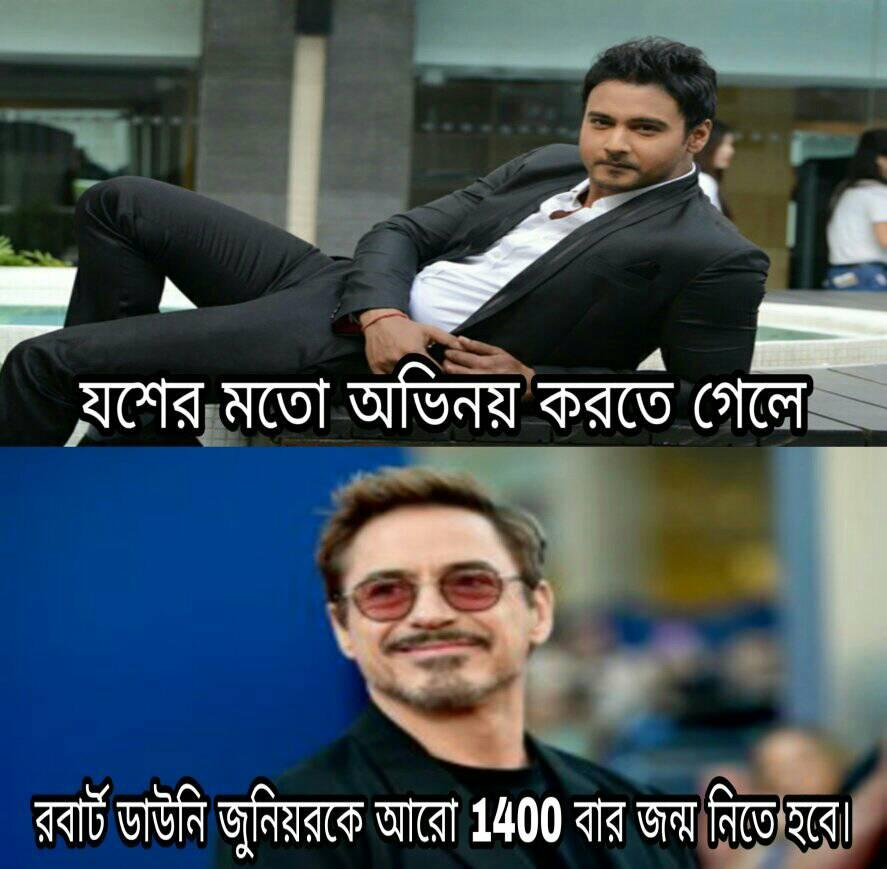 যশের মতো অভিনয় করতে গেলে
রবার্ট ডাউনি জুনিয়রকে আরো 1400 বার জন্ম নিতে হবে।